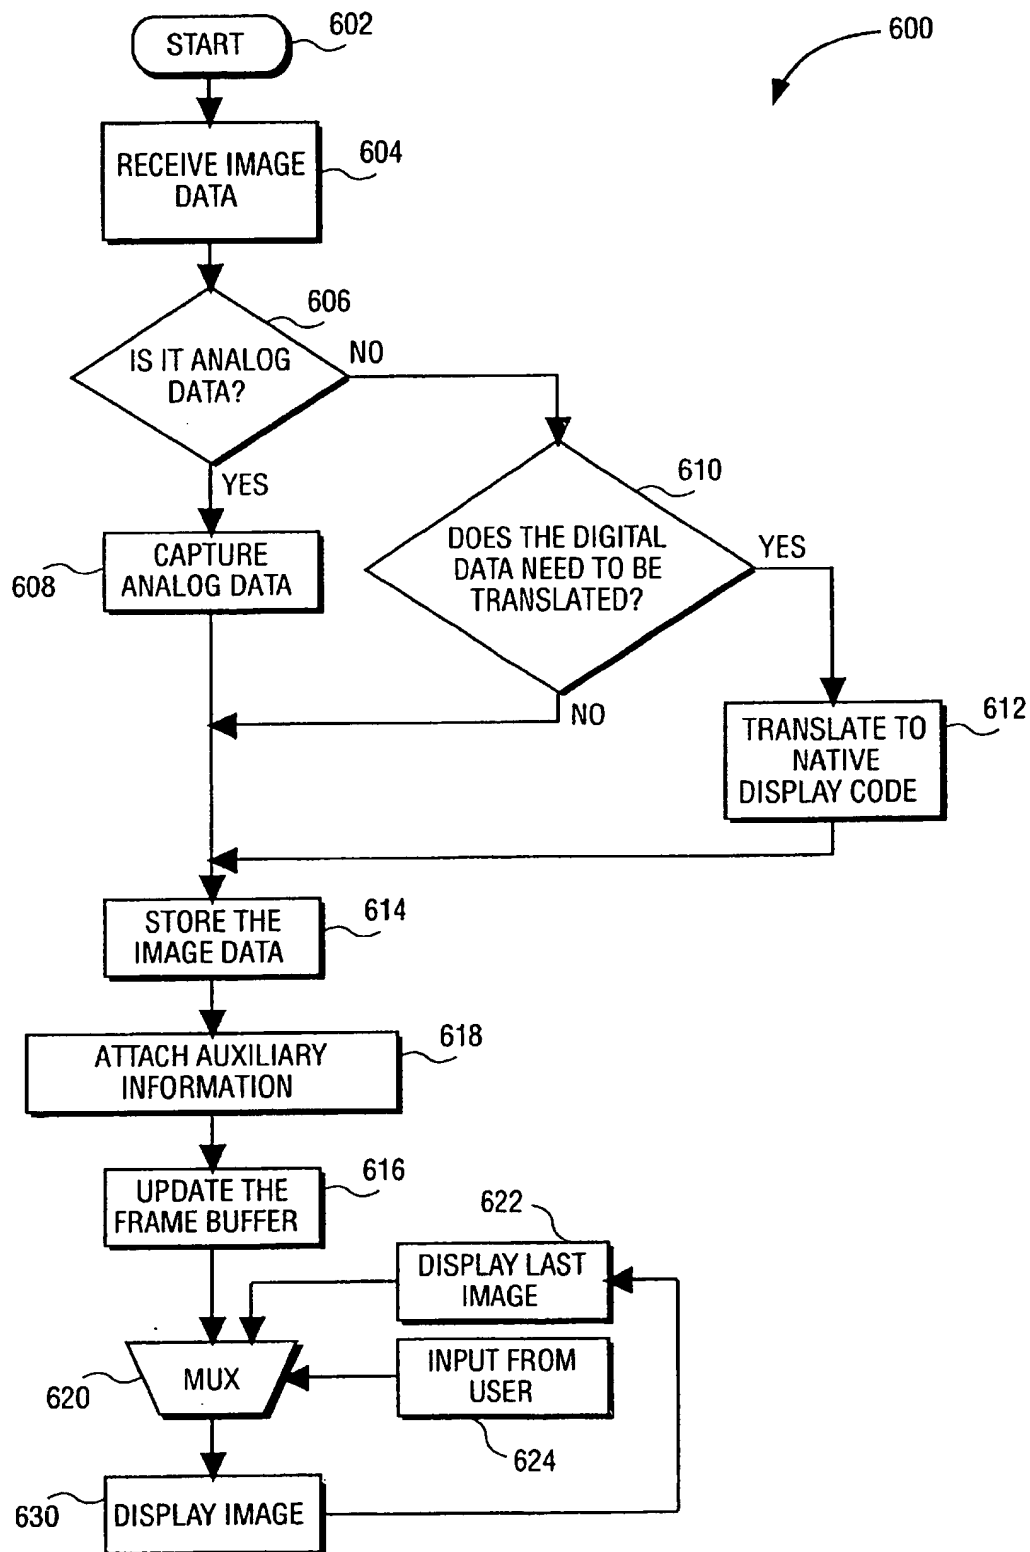 START
602
600
RECEIVE IMAGE
DATA
604
606
IS IT ANALOG
DATA?
NO
YES
610
DOES THE DIGITAL
DATA NEED TO BE
TRANSLATED?
YES
NO
CAPTURE
ANALOG DATA
608
TRANSLATE TO
NATIVE
DISPLAY CODE
612
STORE THE
IMAGE DATA
614
ATTACH AUXILIARY
INFORMATION
618
UPDATE THE
FRAME BUFFER
616
622
DISPLAY LAST
IMAGE
MUX
620
INPUT FROM
USER
624
DISPLAY IMAGE
630